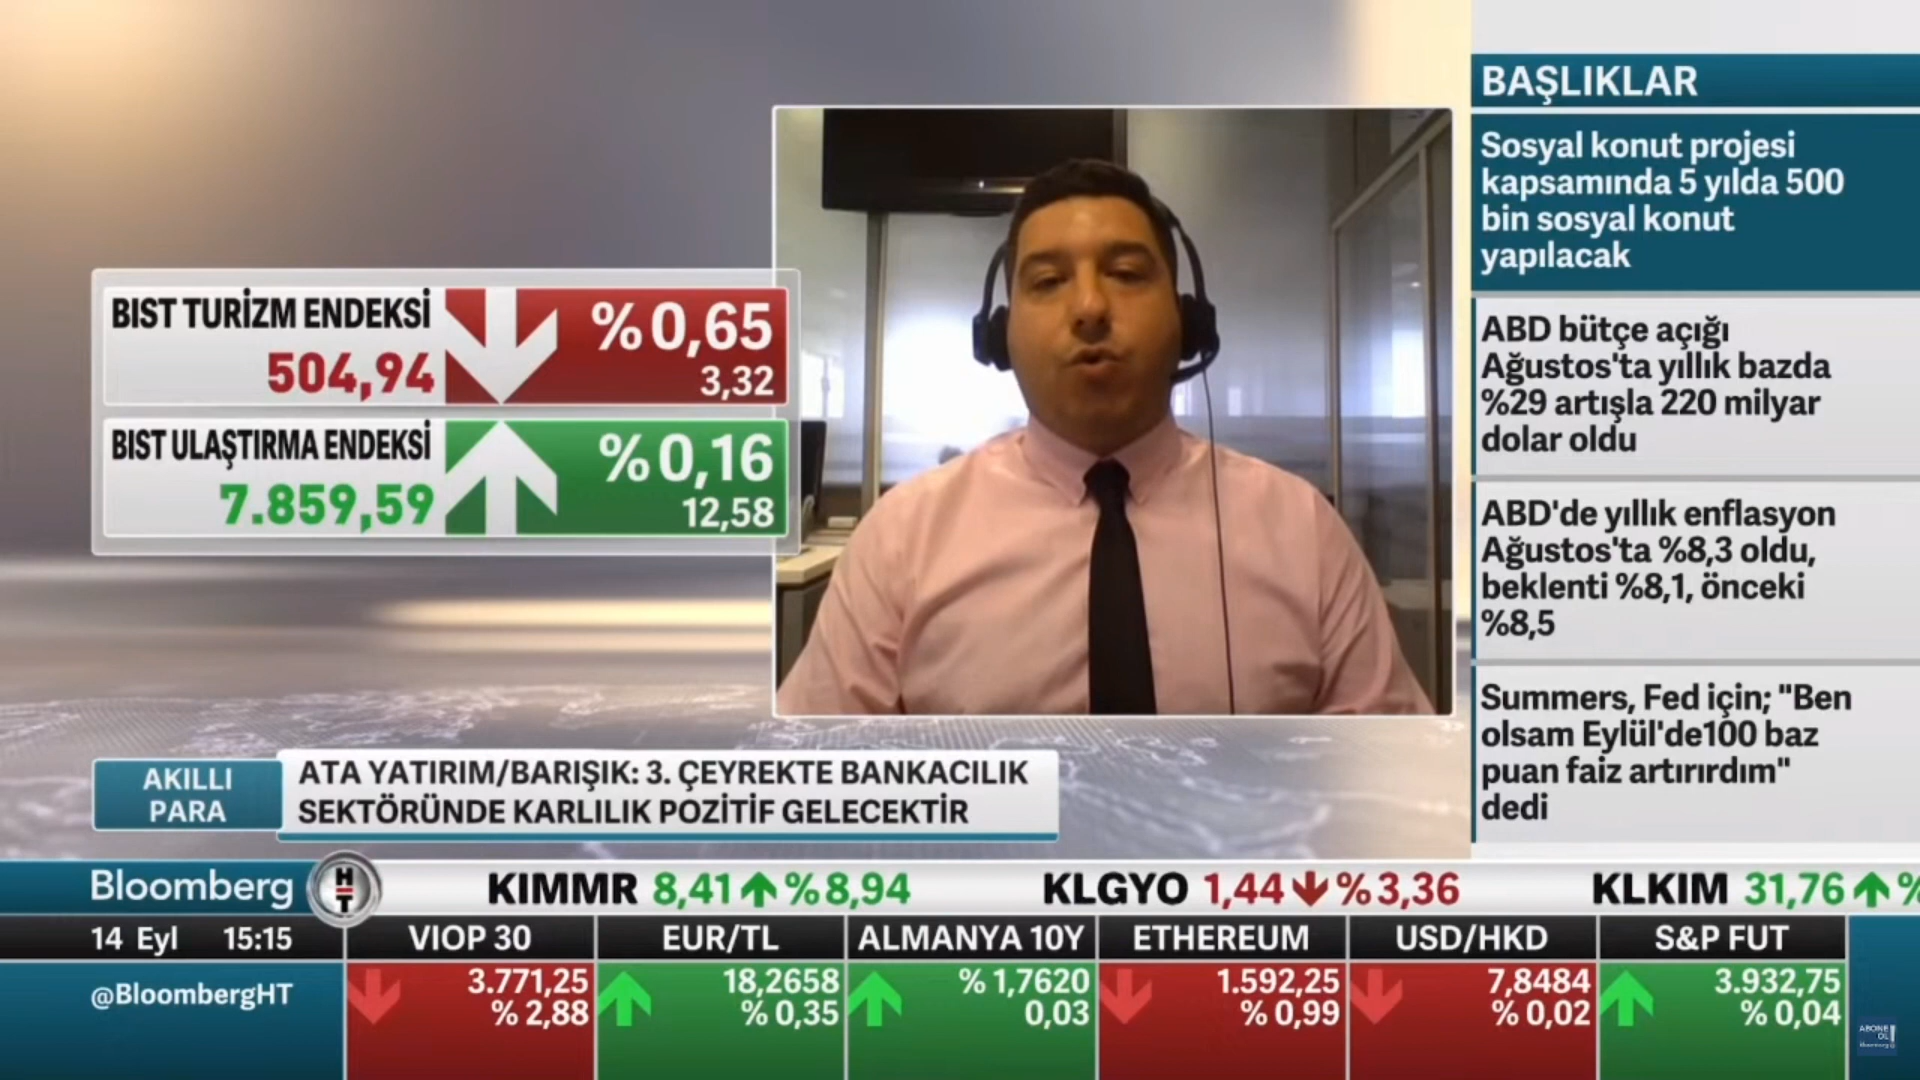 BAŞLIKLAR
Sosyal konut projesi
kapsamında 5 yılda 500
bin sosyal konut
yapılacak
ABD bütçe açığı
Ağustos'ta yıllık bazda
%29 artışla 220 milyar
dolar oldu
ABD'de yıllık enflasyon
Ağustos'ta %8,3 oldu,
beklenti %8,1, önceki
%8,5
Summers, Fed için; "Ben
olsam Eylül'de100 baz
puan faiz artırırdım"
dedi
BIST TURİZM ENDEKSİ
504,94
%0,65
3,32
BIST ULAŞTIRMA ENDEKSİ
7.859,59
%0,16
12,58
AKILLI
PARA
ATA YATIRIM/BARIŞIK: 3. ÇEYREKTE BANKACILIK
SEKTÖRÜNDE KARLILIK POZİTİF GELECEKTİR
Bloomberg HT
KIMMR 8,41 %8,94 KLGYO 1,44 %3,36 KLKIM 31,76 %
14 Eyl 15:15
@BloombergHT
VIOP 30
3.771,25
% 2,88
EUR/TL
18,2658
% 0,35
ALMANYA 10Y
% 1,7620
0,03
ETHEREUM
1.592,25
% 0,99
USD/HKD
7,8484
% 0,02
S&P FUT
3.932,75
% 0,04
ABONE
OL!